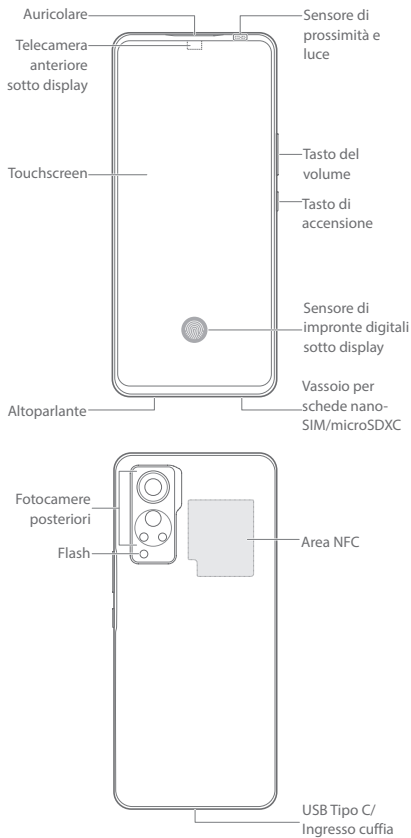 Auricolare
Telecamera
anteriore
sotto display
Touchscreen
Altoparlante
Sensore di
prossimità e
luce
Tasto del
volume
Tasto di
accensione
Sensore di
impronte digitali
sotto display
Vassoio per
schede nano-
SIM/microSDXC
Fotocamere
posteriori
Flash
Area NFC
USB Tipo C/
Ingresso cuffia